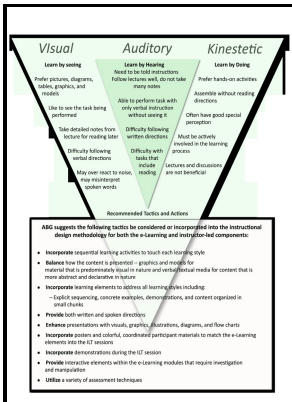 VIsual
Learn by seeing
Prefer pictures, diagrams,
tables, graphics, and
models
Like to see the task being
performed
Take detailed notes from
lecture for reading later
Difficulty following
verbal directions
May over react to noise,
may misinterpret
spoken words
Auditory
Learn by Hearing
Need to be told instructions
Follow lectures well, do not take
many notes
Able to perform task with
only verbal instruction
without seeing it
Difficulty following
written directions
Difficulty with
tasks that
include
reading
Kinestetic
Learn by Doing
Prefer hands-on activities
Assemble without reading
directions
Often have good special
perception
Must be actively
involved in the learning
process
Lectures and discussions
are not beneficial
Recommended Tactics and Actions
ABG suggests the following tactics be considered or incorporated into the instructional
design methodology for both the e-Learning and instructor-led components:
• Incorporate sequential learning activities to touch each learning style
• Balance how the content is presented – graphics and models for
material that is predominately visual in nature and verbal/textual media for content that is
more abstract and declarative in nature
• Incorporate learning elements to address all learning styles including:
– Explicit sequencing, concrete examples, demonstrations, and content organized in
small chunks
• Provide both written and spoken directions
• Enhance presentations with visuals, graphics, illustrations, diagrams, and flow charts
• Incorporate posters and colorful, coordinated participant materials to match the e-Learning
elements into the ILT sessions
• Incorporate demonstrations during the ILT session
• Provide interactive elements within the e-Learning modules that require investigation
and manipulation
• Utilize a variety of assessment techniques